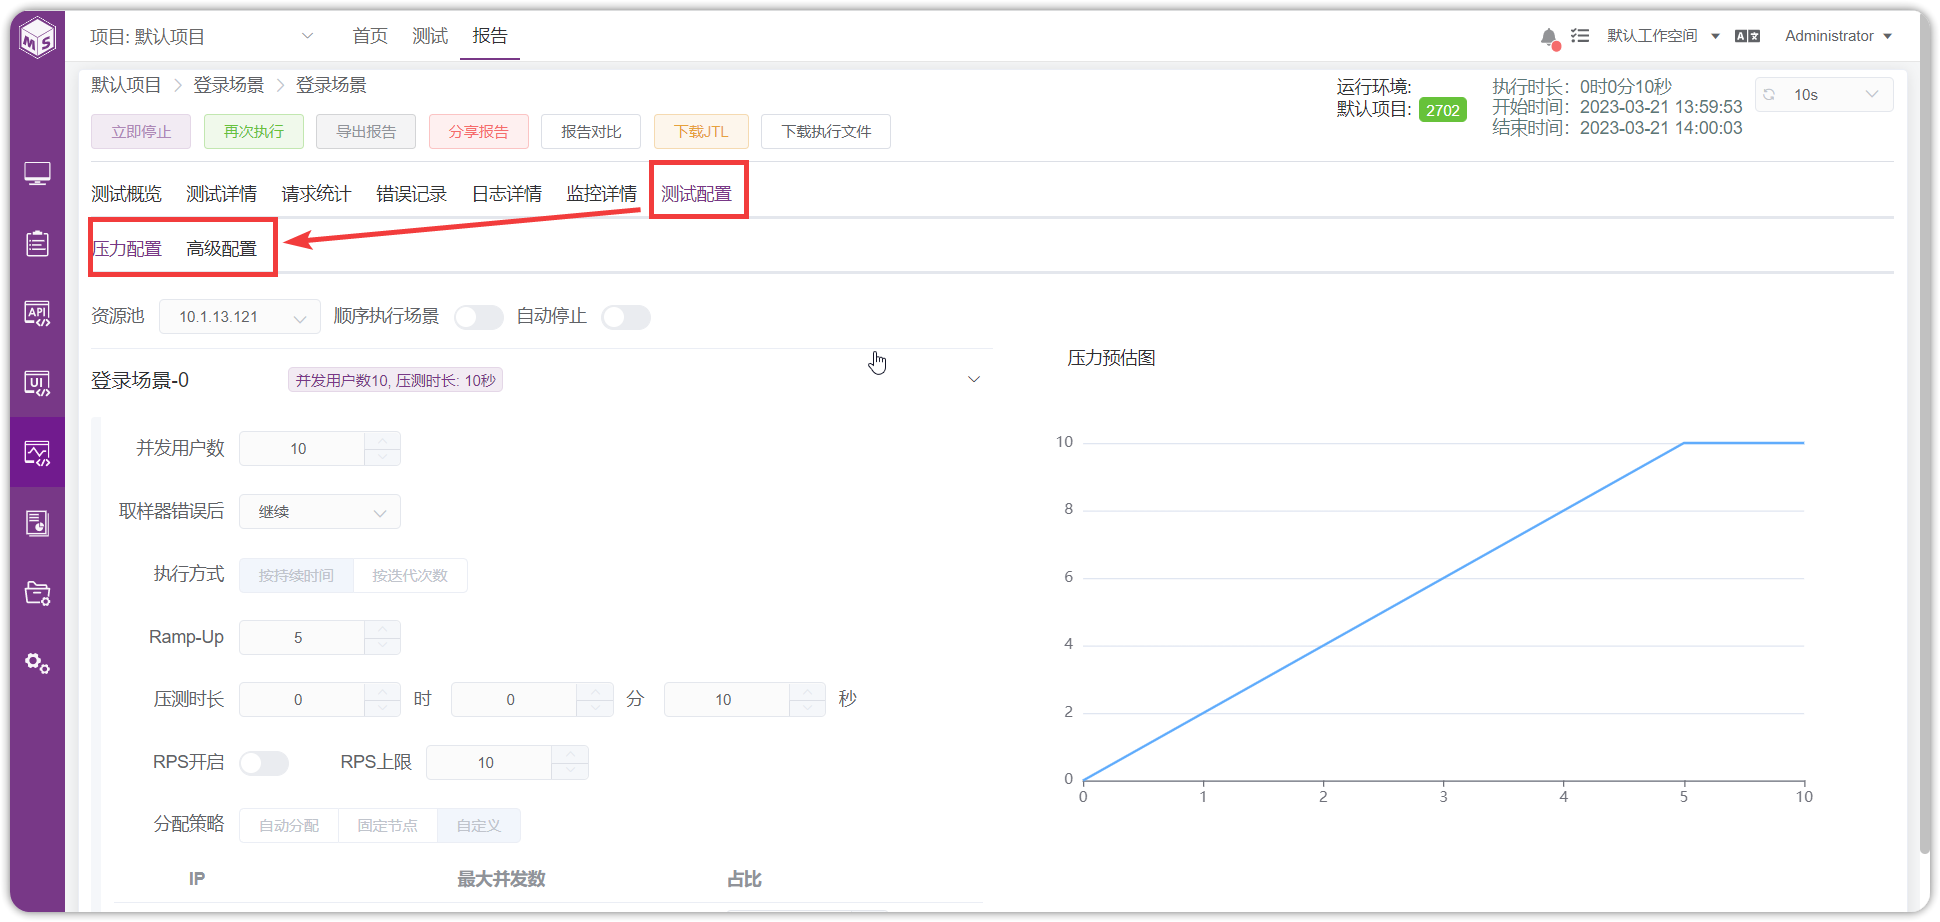 MS
项目: 默认项目
首页
测试
报告
默认工作空间
Administrator
默认项目 > 登录场景 > 登录场景
运行环境:
默认项目: 2702
执行时长: 0时0分10秒
开始时间: 2023-03-21 13:59:53
结束时间: 2023-03-21 14:00:03
10s
立即停止
再次执行
导出报告
分享报告
报告对比
下载JTL
下载执行文件
测试概览
测试详情
请求统计
错误记录
日志详情
监控详情
测试配置
压力配置
高级配置
API
UI
资源池
10.1.13.121
顺序执行场景
自动停止
登录场景-0
并发用户数10, 压测时长: 10秒
并发用户数
10
取样器错误后
继续
执行方式
按持续时间
按迭代次数
Ramp-Up
5
压测时长
0
时
0
分
10
秒
RPS开启
RPS上限
10
分配策略
自动分配
固定节点
自定义
IP
最大并发数
占比
压力预估图
10
8
6
4
2
0
0
1
2
3
4
5
10